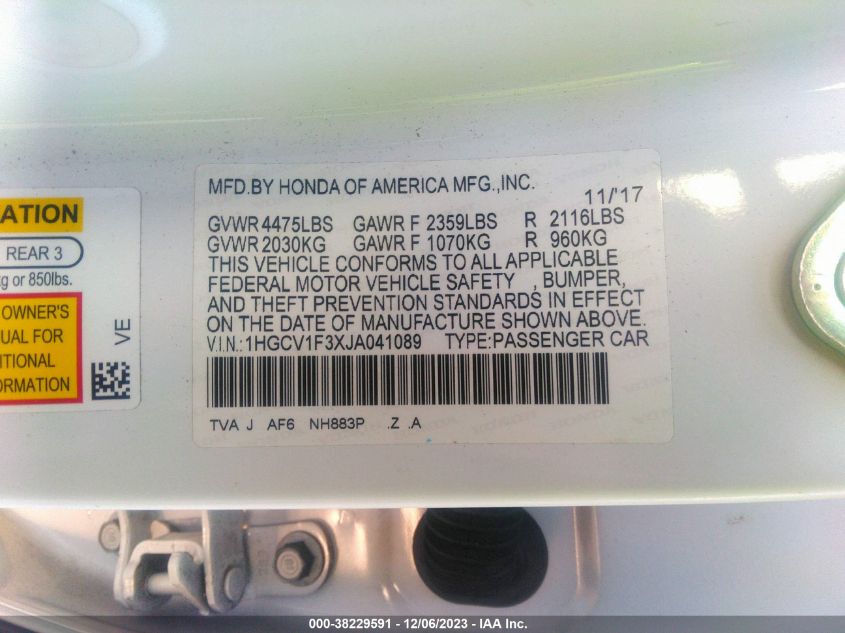 ATION
REAR 3
g or 850lbs.
OWNER'S
UAL FOR
ITIONAL
ORMATION
VE
MFD.BY HONDA OF AMERICA MFG.,INC. 11/'17
GVWR 4475LBS GAWR F 2359LBS R 2116LBS
GVWR 2030KG GAWR F 1070KG R 960KG
THIS VEHICLE CONFORMS TO ALL APPLICABLE
FEDERAL MOTOR VEHICLE SAFETY , BUMPER,
AND THEFT PREVENTION STANDARDS IN EFFECT
ON THE DATE OF MANUFACTURE SHOWN ABOVE.
V.I.N.:1HGCV1F3XJA041089 TYPE:PASSENGER CAR
TVA J AF6 NH883P .Z .A
000-38229591 - 12/06/2023 - IAA Inc.